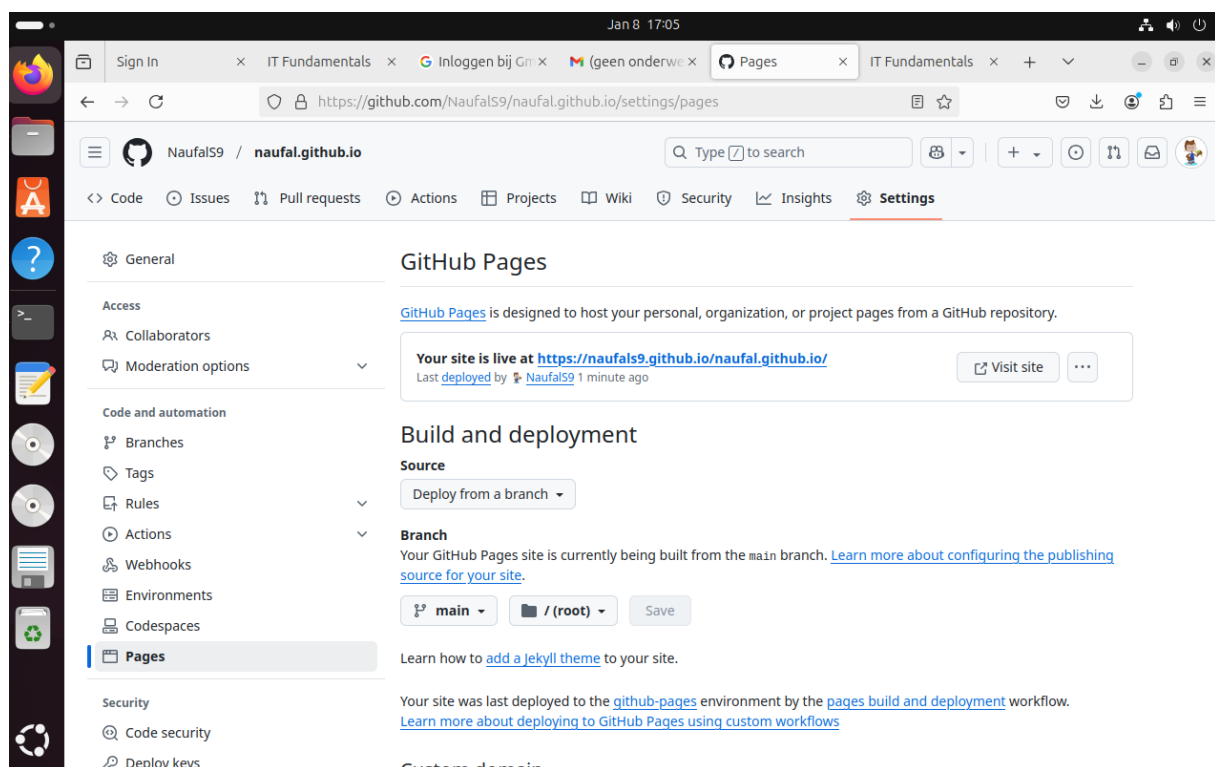 Jan 8 17:05
Sign In × IT Fundamentals × Inloggen bij Gm × (geen onderwe × Pages × IT Fundamentals ×
https://github.com/NaufalS9/naufal.github.io/settings/pages
NaufalS9 / naufal.github.io Type / to search
Code Issues Pull requests Actions Projects Wiki Security Insights Settings
General
Access
Collaborators
Moderation options
Code and automation
Branches
Tags
Rules
Actions
Webhooks
Environments
Codespaces
Pages
Security
Code security
Deploy keys
GitHub Pages
GitHub Pages is designed to host your personal, organization, or project pages from a GitHub repository.
Your site is live at https://naufals9.github.io/naufal.github.io/
Last deployed by NaufalS9 1 minute ago
Visit site
Build and deployment
Source
Deploy from a branch
Branch
Your GitHub Pages site is currently being built from the main branch. Learn more about configuring the publishing
source for your site.
main / (root) Save
Learn how to add a Jekyll theme to your site.
Your site was last deployed to the github-pages environment by the pages build and deployment workflow.
Learn more about deploying to GitHub Pages using custom workflows
Custom domain